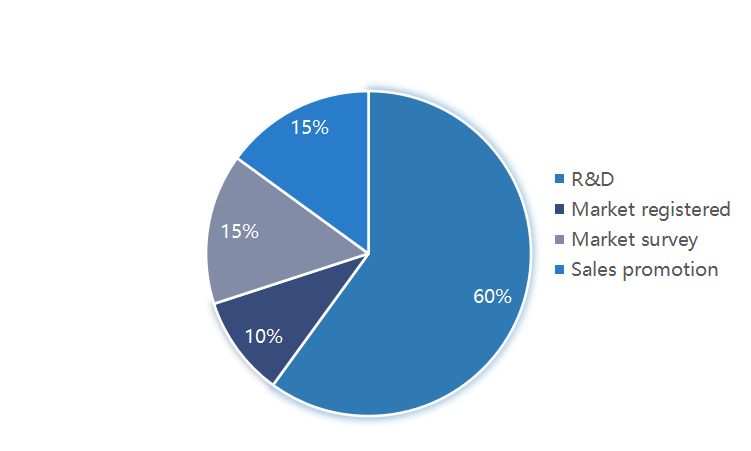 15%
15%
10%
60%
R&D
Market registered
Market survey
Sales promotion